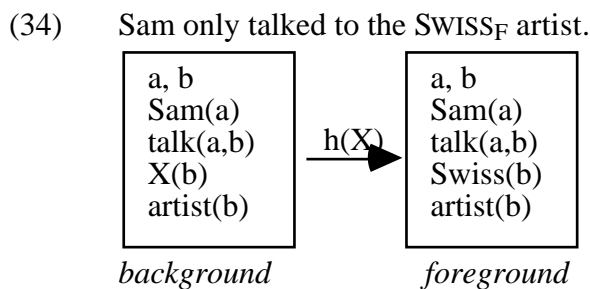 (34) Sam only talked to the SWISSF artist.
a, b
Sam(a)
talk(a,b)
X(b)
artist(b)
h(X)
a, b
Sam(a)
talk(a,b)
Swiss(b)
artist(b)
background
foreground